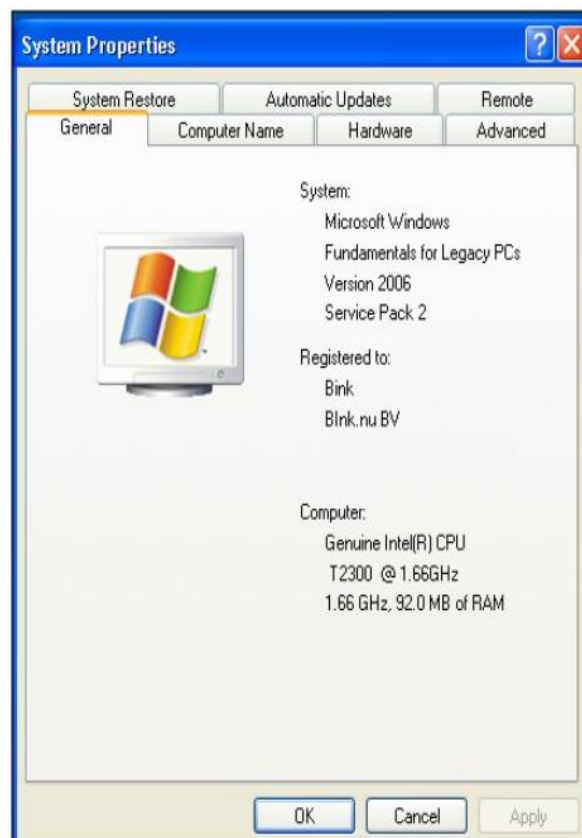 System Properties
System Restore Automatic Updates Remote
General Computer Name Hardware Advanced
System:
Microsoft Windows
Fundamentals for Legacy PCs
Version 2006
Service Pack 2
Registered to:
Bink
BInk.nu BV
Computer:
Genuine Intel(R) CPU
T2300 @ 1.66GHz
1.66 GHz, 92.0 MB of RAM
OK Cancel Apply